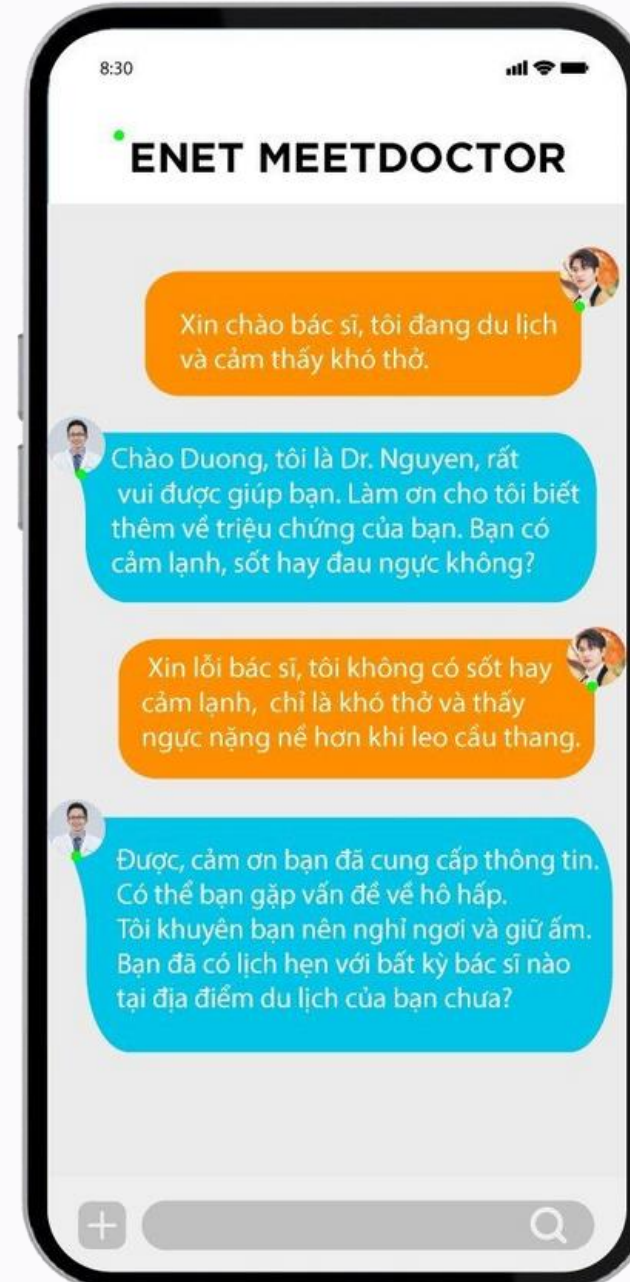 8:30
ENET MEETDOCTOR
Xin chào bác sĩ, tôi đang du lịch
và cảm thấy khó thở.
Chào Duong, tôi là Dr. Nguyen, rất
vui được giúp bạn. Làm ơn cho tôi biết
thêm về triệu chứng của bạn. Bạn có
cảm lạnh, sốt hay đau ngực không?
Xin lỗi bác sĩ, tôi không có sốt hay
cảm lạnh, chỉ là khó thở và thấy
ngực nặng nề hơn khi leo cầu thang.
Được, cảm ơn bạn đã cung cấp thông tin.
Có thể bạn gặp vấn đề về hô hấp.
Tôi khuyên bạn nên nghỉ ngơi và giữ ấm.
Bạn đã có lịch hẹn với bất kỳ bác sĩ nào
tại địa điểm du lịch của bạn chưa?